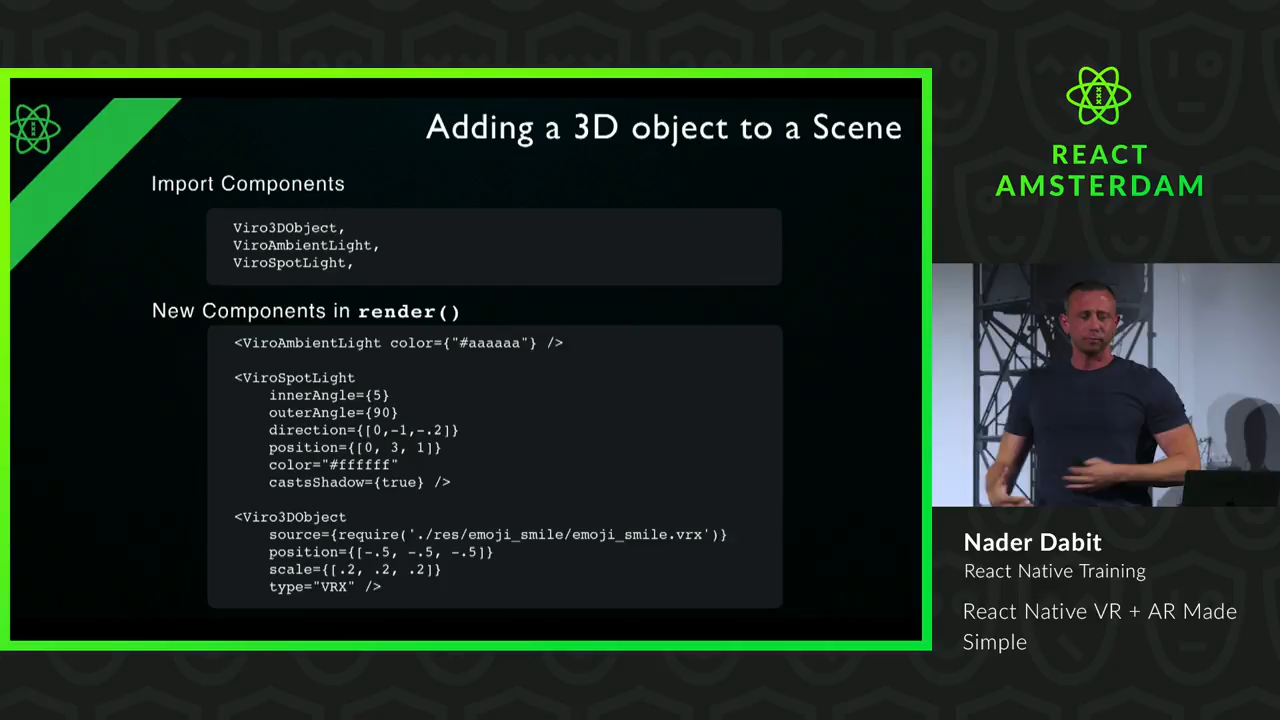 Adding a 3D object to a Scene
Import Components
Viro3DObject,
ViroAmbientLight,
ViroSpotLight,
New Components in render()
<ViroAmbientLight color={"#aaaaaa"} />
<ViroSpotLight
innerAngle={5}
outerAngle={90}
direction={[0,-1,-.2]}
position={[0, 3, 1]}
color="#ffffff"
castsShadow={true} />
<Viro3DObject
source={require('./res/emoji_smile/emoji_smile.vrx')}
position={[-.5, -.5, -.5]}
scale={[.2, .2, .2]}
type="VRX" />
REACT
AMSTERDAM
Nader Dabit
React Native Training
React Native VR + AR Made
Simple